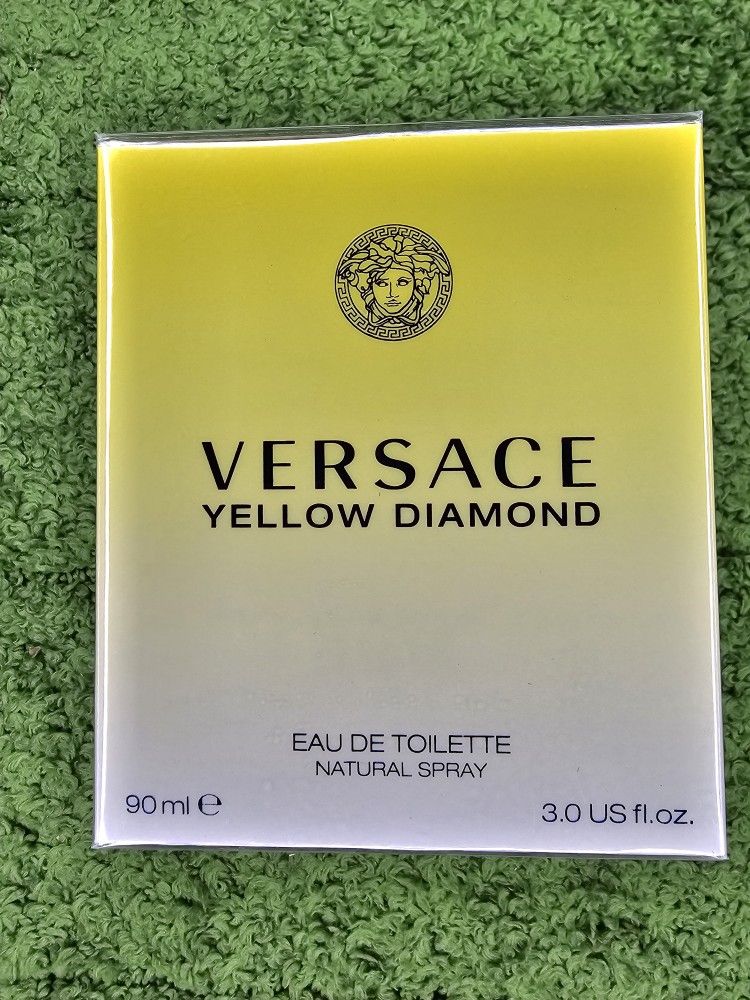 VERSACE
YELLOW DIAMOND
EAU DE TOILETTE
NATURAL SPRAY
90 ml ℮
3.0 US fl.oz.